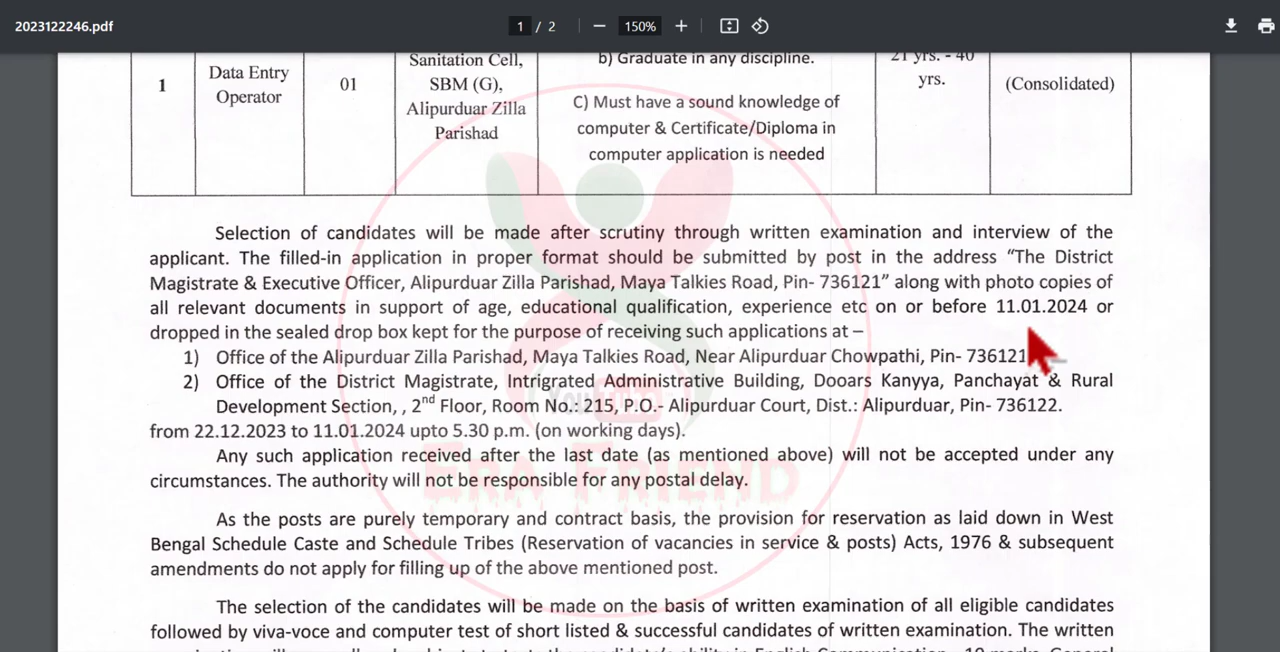 2023122246.pdf
1 / 2
150%
Sanitation Cell,
SBM (G),
Alipurduar Zilla
Parishad
1
Data Entry
Operator
01
b) Graduate in any discipline.
C) Must have a sound knowledge of
computer & Certificate/Diploma in
computer application is needed
21 yrs. - 40
yrs.
(Consolidated)
Selection of candidates will be made after scrutiny through written examination and interview of the
applicant. The filled-in application in proper format should be submitted by post in the address “The District
Magistrate & Executive Officer, Alipurduar Zilla Parishad, Maya Talkies Road, Pin- 736121” along with photo copies of
all relevant documents in support of age, educational qualification, experience etc on or before 11.01.2024 or
dropped in the sealed drop box kept for the purpose of receiving such applications at –
1) Office of the Alipurduar Zilla Parishad, Maya Talkies Road, Near Alipurduar Chowpathi, Pin- 736121
2) Office of the District Magistrate, Intrigrated Administrative Building, Dooars Kanyya, Panchayat & Rural
Development Section, , 2nd Floor, Room No.: 215, P.O.- Alipurduar Court, Dist.: Alipurduar, Pin- 736122.
from 22.12.2023 to 11.01.2024 upto 5.30 p.m. (on working days).
Any such application received after the last date (as mentioned above) will not be accepted under any
circumstances. The authority will not be responsible for any postal delay.
As the posts are purely temporary and contract basis, the provision for reservation as laid down in West
Bengal Schedule Caste and Schedule Tribes (Reservation of vacancies in service & posts) Acts, 1976 & subsequent
amendments do not apply for filling up of the above mentioned post.
The selection of the candidates will be made on the basis of written examination of all eligible candidates
followed by viva-voce and computer test of short listed & successful candidates of written examination. The written
YouTube
ERA FRIEND